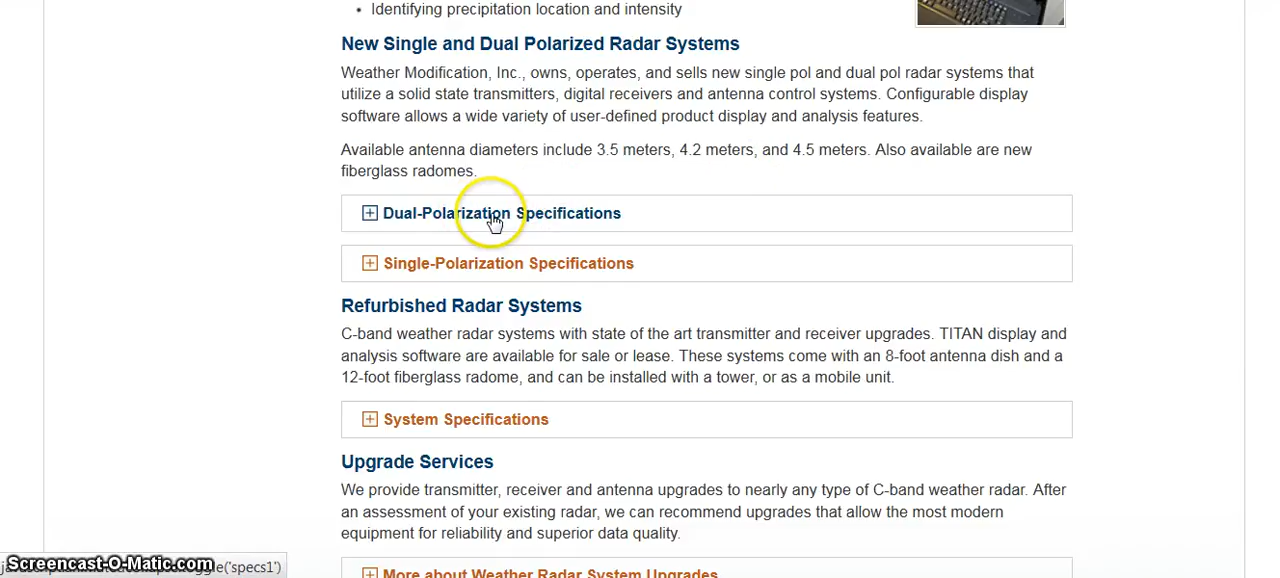 • Identifying precipitation location and intensity
New Single and Dual Polarized Radar Systems
Weather Modification, Inc., owns, operates, and sells new single pol and dual pol radar systems that
utilize a solid state transmitters, digital receivers and antenna control systems. Configurable display
software allows a wide variety of user-defined product display and analysis features.
Available antenna diameters include 3.5 meters, 4.2 meters, and 4.5 meters. Also available are new
fiberglass radomes.
Dual-Polarization Specifications
Single-Polarization Specifications
Refurbished Radar Systems
C-band weather radar systems with state of the art transmitter and receiver upgrades. TITAN display and
analysis software are available for sale or lease. These systems come with an 8-foot antenna dish and a
12-foot fiberglass radome, and can be installed with a tower, or as a mobile unit.
System Specifications
Upgrade Services
We provide transmitter, receiver and antenna upgrades to nearly any type of C-band weather radar. After
an assessment of your existing radar, we can recommend upgrades that allow the most modern
equipment for reliability and superior data quality.
More about Weather Radar System Upgrades
Screencast-O-Matic.com
('specs1')